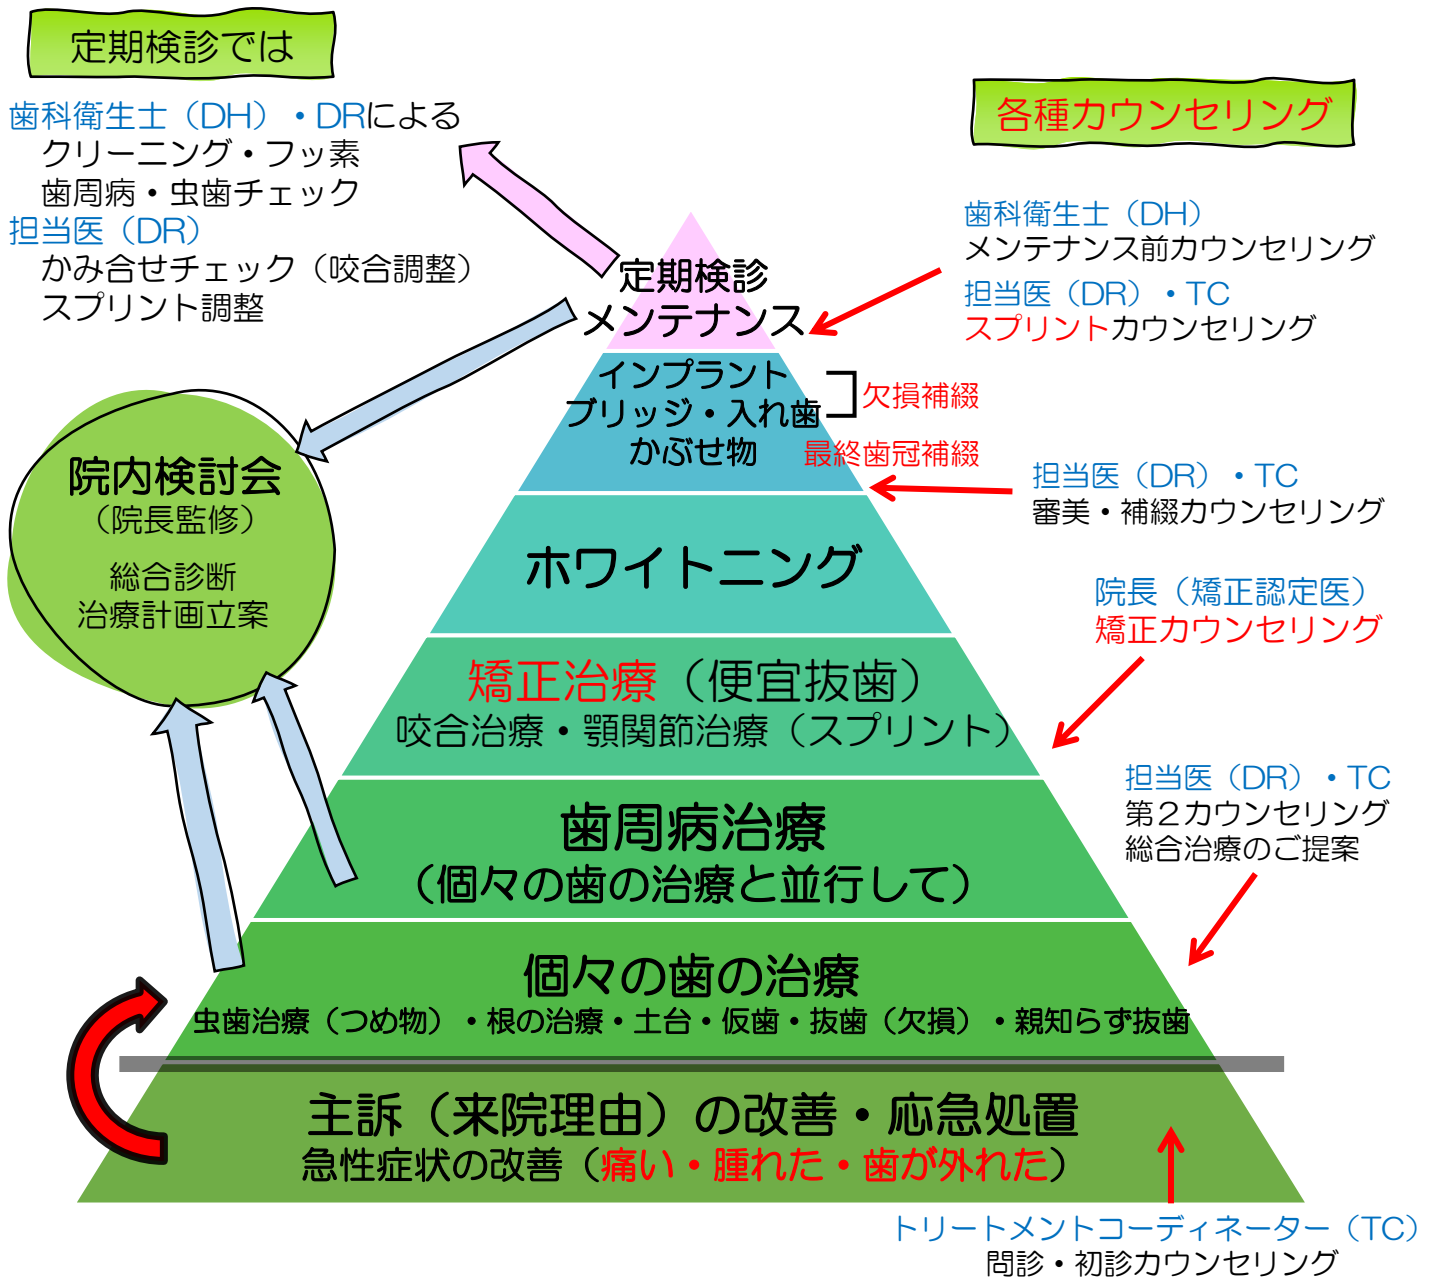 定期検診では
歯科衛生士（DH）・DRによる
クリーニング・フッ素
歯周病・虫歯チェック
担当医（DR）
かみ合せチェック（咬合調整）
スプリント調整
各種カウンセリング
歯科衛生士（DH）
メンテナンス前カウンセリング
担当医（DR）・TC
スプリントカウンセリング
定期検診
メンテナンス
インプラント
ブリッジ・入れ歯
かぶせ物
欠損補綴
最終歯冠補綴
担当医（DR）・TC
審美・補綴カウンセリング
院内検討会
（院長監修）
総合診断
治療計画立案
ホワイトニング
院長（矯正認定医）
矯正カウンセリング
矯正治療（便宜抜歯）
咬合治療・顎関節治療（スプリント）
担当医（DR）・TC
第２カウンセリング
総合治療のご提案
歯周病治療
（個々の歯の治療と並行して）
個々の歯の治療
虫歯治療（つめ物）・根の治療・土台・仮歯・抜歯（欠損）・親知らず抜歯
主訴（来院理由）の改善・応急処置
急性症状の改善（痛い・腫れた・歯が外れた）
トリートメントコーディネーター（TC）
問診・初診カウンセリング